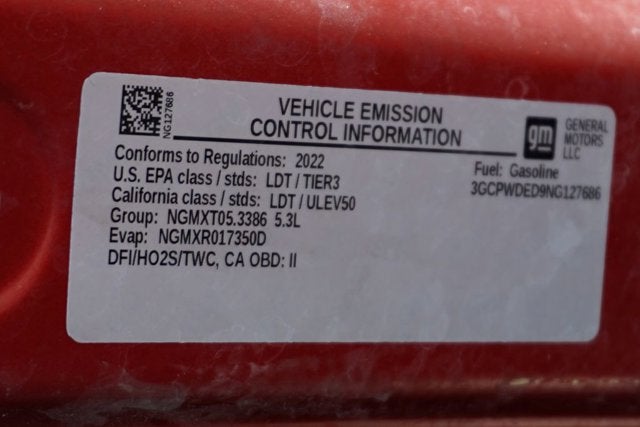 NG127686
VEHICLE EMISSION
CONTROL INFORMATION
gm
GENERAL
MOTORS
LLC
Conforms to Regulations: 2022
U.S. EPA class / stds: LDT / TIER3
California class / stds: LDT / ULEV50
Group: NGMXT05.3386 5.3L
Evap: NGMXR017350D
DFI/HO2S/TWC, CA OBD: II
Fuel: Gasoline
3GCPWDED9NG127686